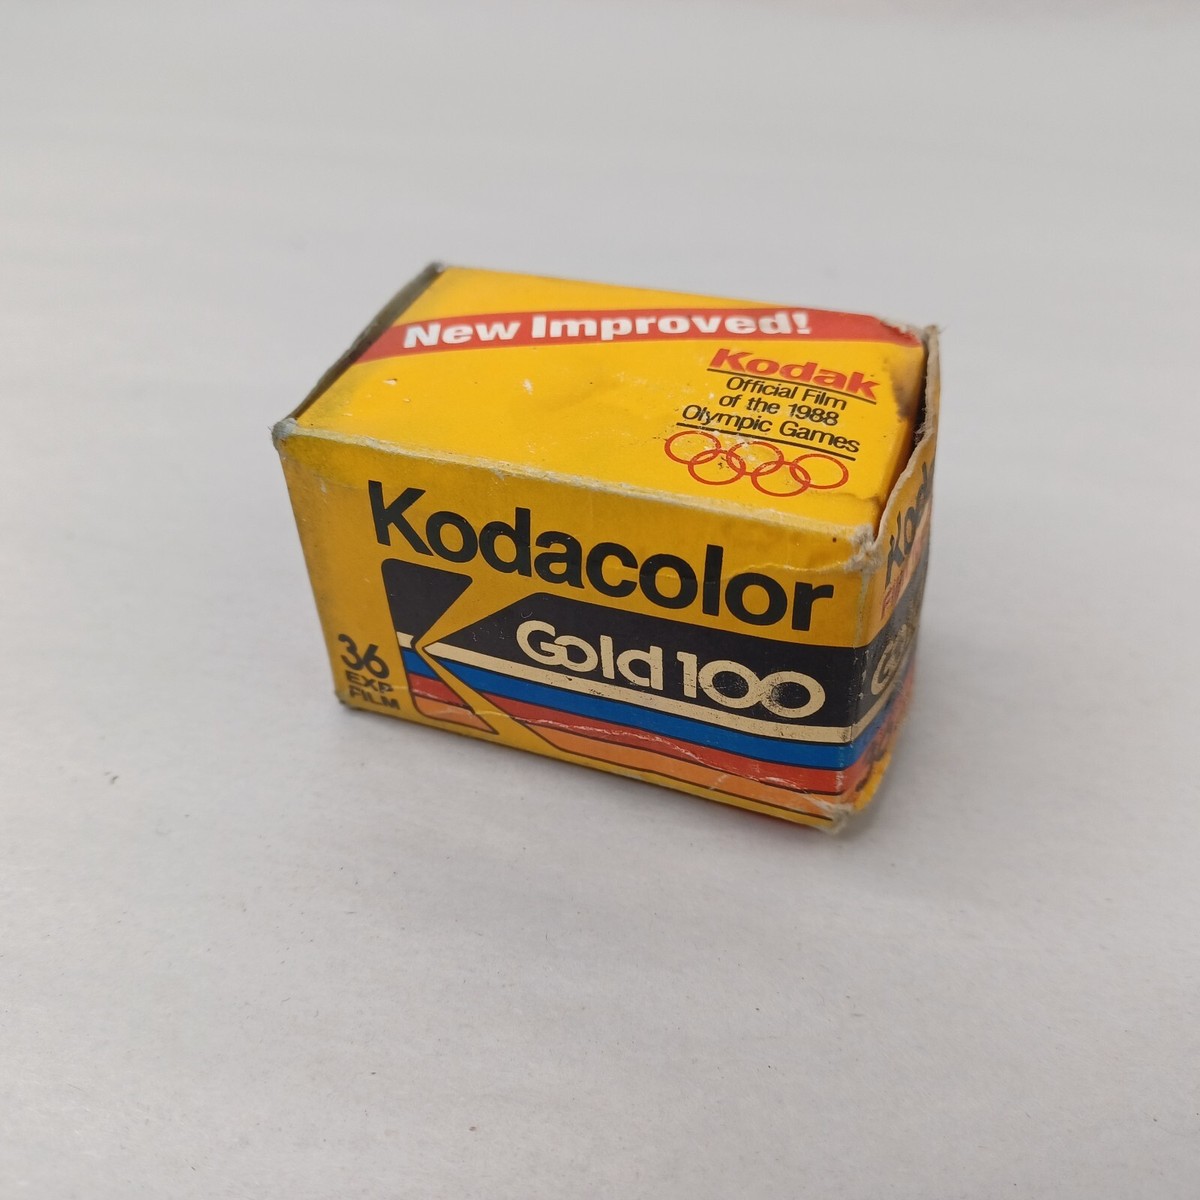 New Improved!
Kodak
Official Film
of the 1988
Olympic Games
Kodacolor
Gold 100
36
EXP
FILM